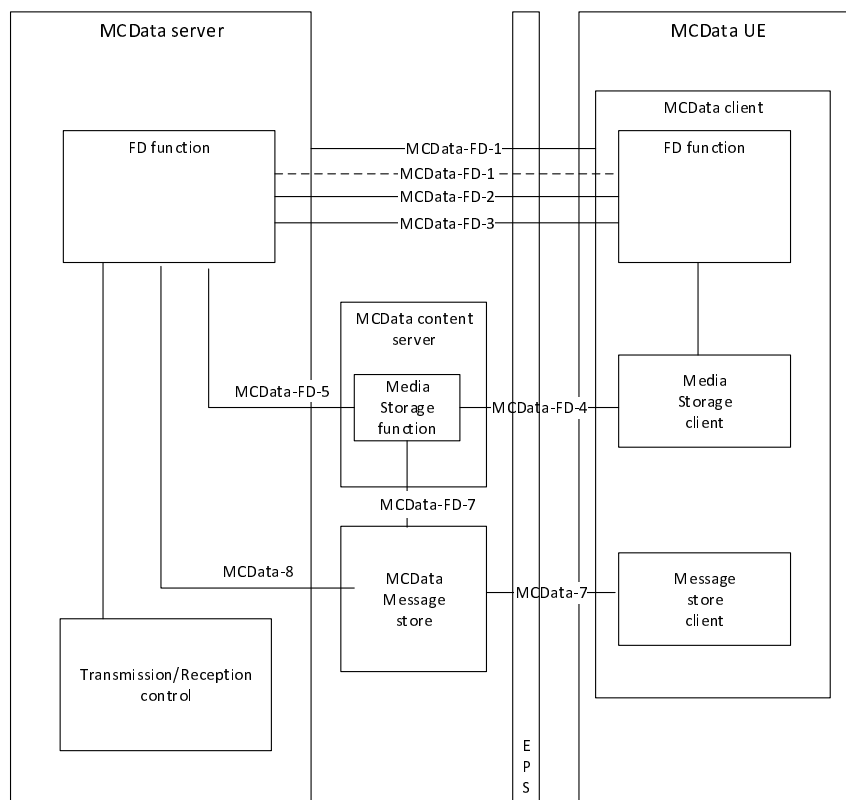 MCData server
MCData UE
MCData client
FD function
FD function
MCData-FD-1
MCData-FD-1
MCData-FD-2
MCData-FD-3
MCData content
server
Media
Storage
function
MCData-FD-5
MCData-FD-4
Media
Storage
client
MCData-FD-7
MCData-8
MCData
Message
store
MCData-7
Message
store
client
Transmission/Reception
control
E
P
S